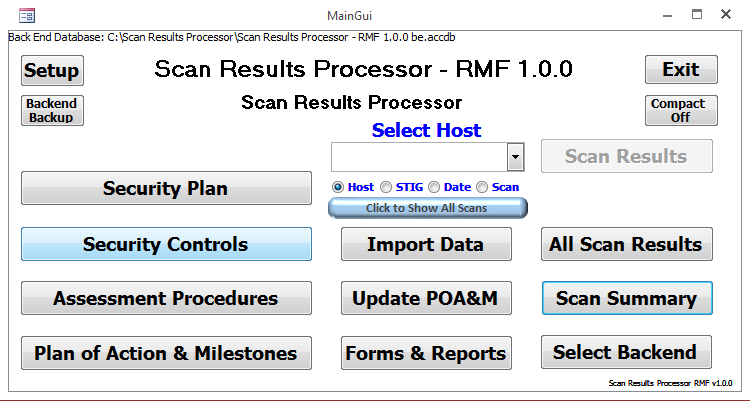 MainGui
Back End Database: C:\Scan Results Processor\Scan Results Processor - RMF 1.0.0 be.accdb
Setup
Scan Results Processor - RMF 1.0.0
Exit
Backend
Backup
Scan Results Processor
Compact
Off
Select Host
Scan Results
Security Plan
Host STIG Date Scan
Click to Show All Scans
Security Controls
Import Data
All Scan Results
Assessment Procedures
Update POA&M
Scan Summary
Plan of Action & Milestones
Forms & Reports
Select Backend
Scan Results Processor RMF v1.0.0